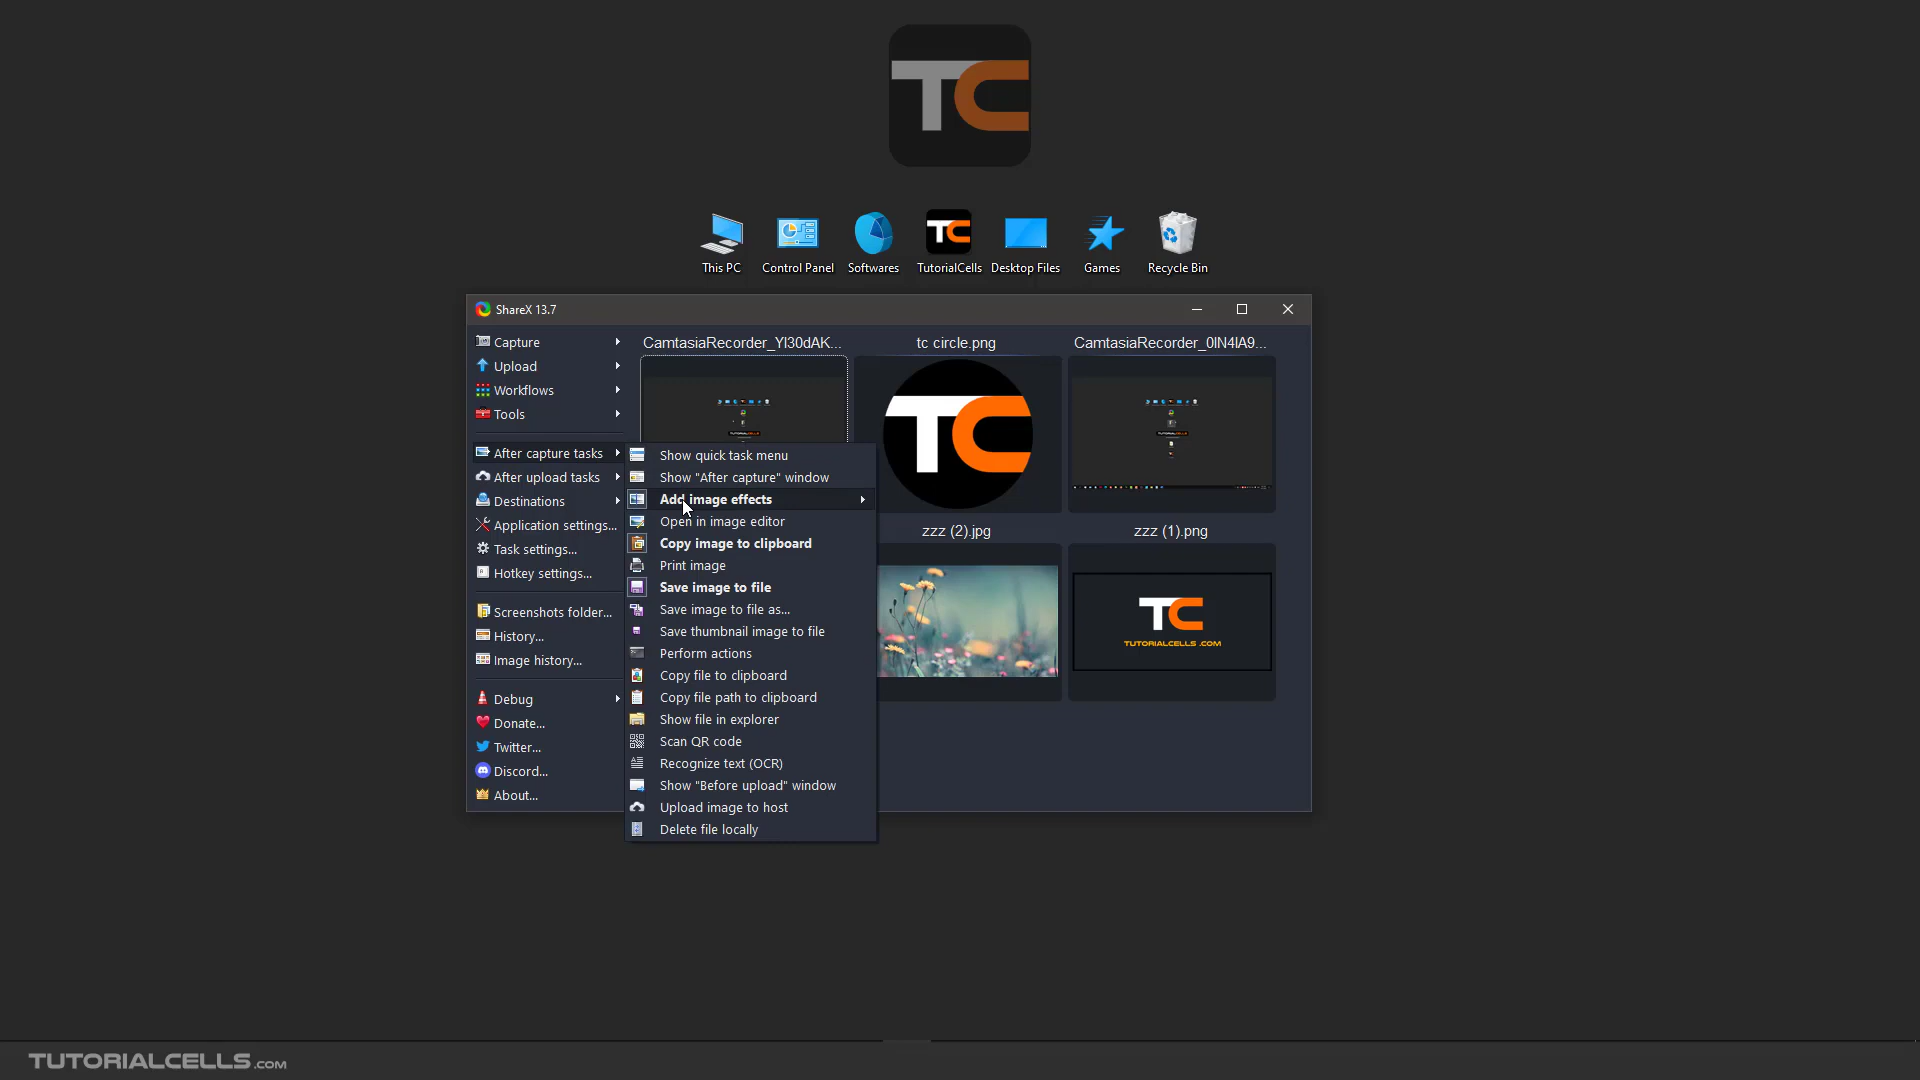 TC
This PC
Control Panel
Softwares
TC
TutorialCells
Desktop Files
Games
Recycle Bin
ShareX 13.7
Capture
Upload
Workflows
Tools
After capture tasks
After upload tasks
Destinations
Application settings...
Task settings...
Hotkey settings...
Screenshots folder...
History...
Image history...
Debug
Donate...
Twitter...
Discord...
About...
Show quick task menu
Show "After capture" window
Add image effects
Open in image editor
Copy image to clipboard
Print image
Save image to file
Save image to file as...
Save thumbnail image to file
Perform actions
Copy file to clipboard
Copy file path to clipboard
Show file in explorer
Scan QR code
Recognize text (OCR)
Show "Before upload" window
Upload image to host
Delete file locally
CamtasiaRecorder_Yl30dAK...
tc circle.png
CamtasiaRecorder_0lN4lA9...
TC
zzz (2).jpg
zzz (1).png
TC
TUTORIALCELLS .COM
TUTORIALCELLS.COM